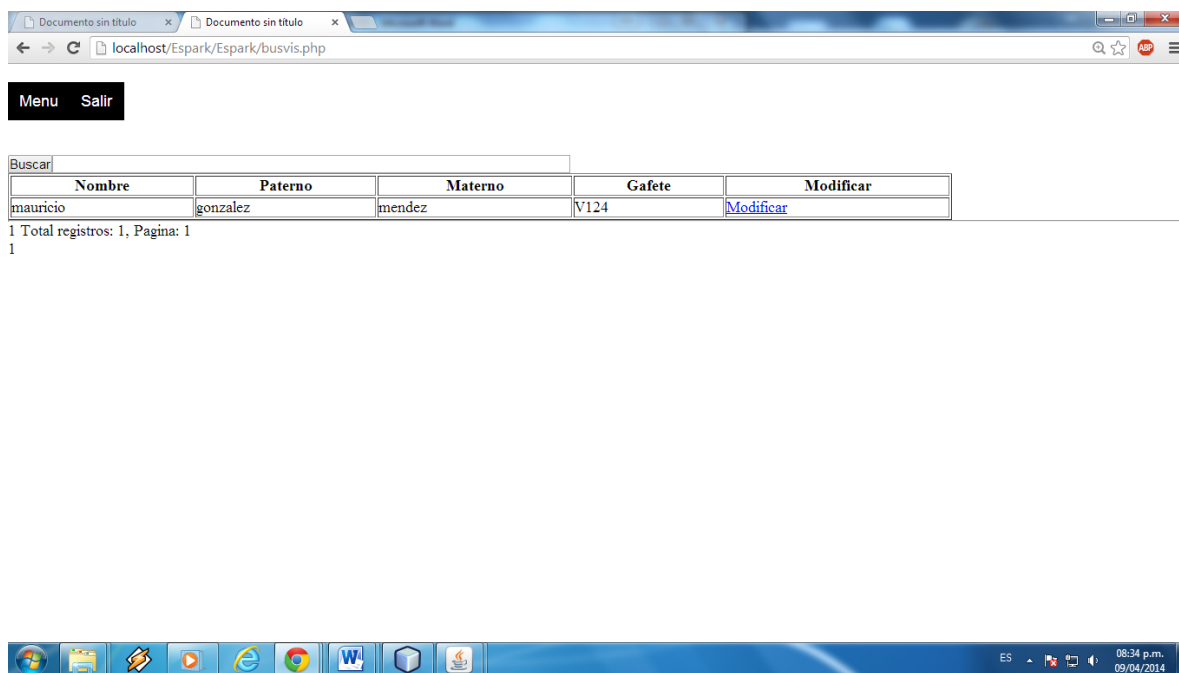 Documento sin título Documento sin título
localhost/Espark/Espark/busvis.php ABP
Menu Salir
Buscar
Nombre Paterno Materno Gafete Modificar
mauricio gonzalez mendez V124 Modificar
1 Total registros: 1, Pagina: 1
1
ES 08:34 p.m.
09/04/2014